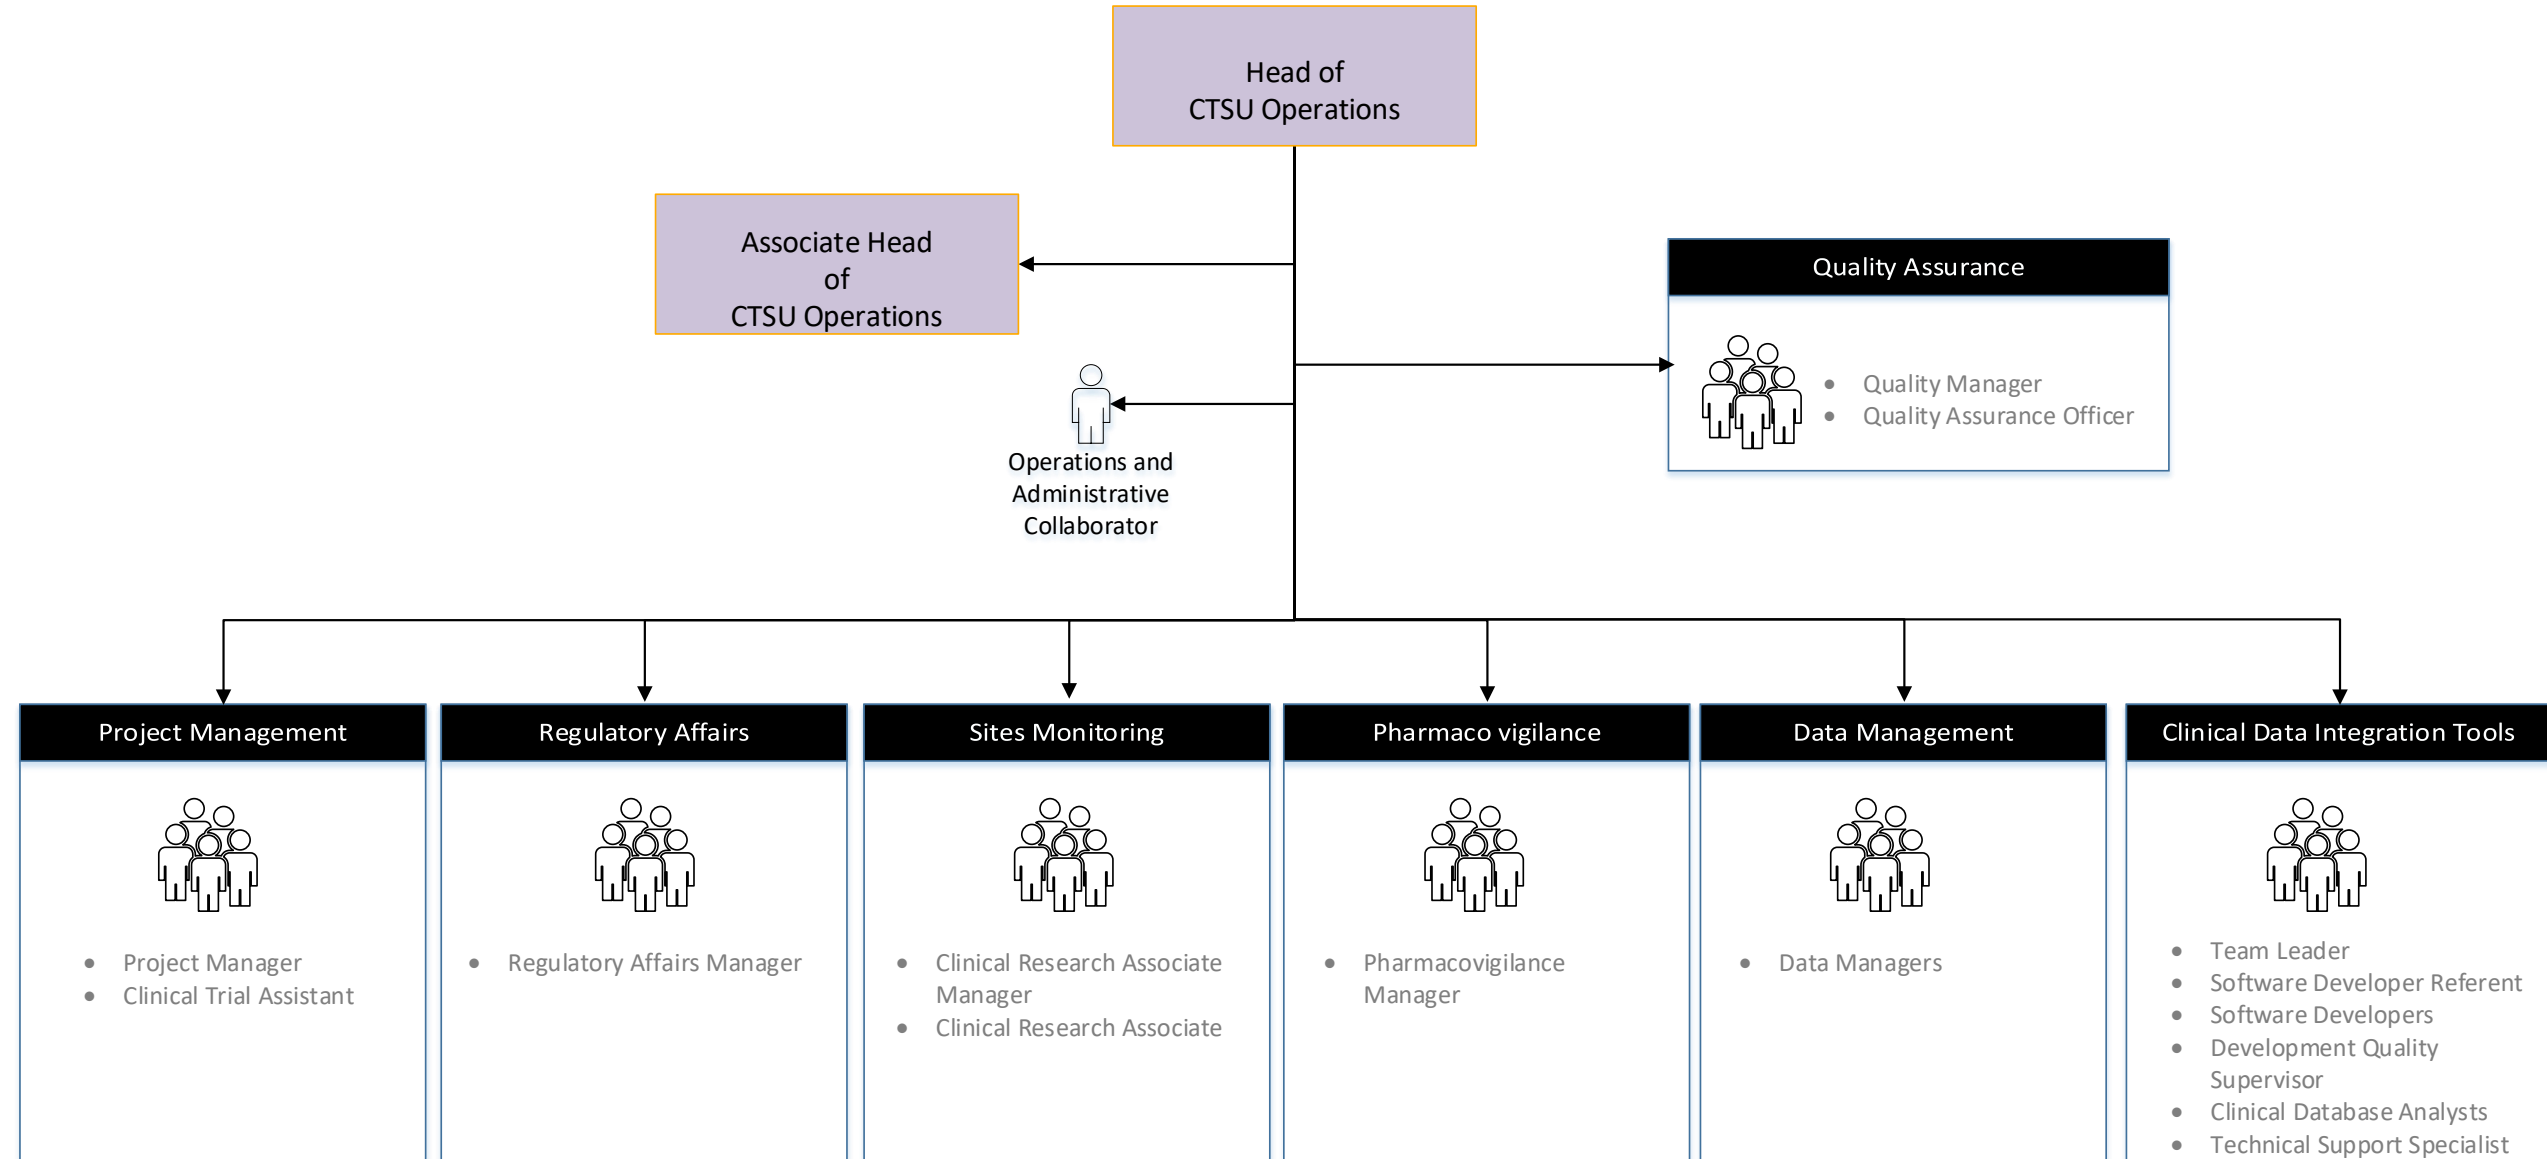 Head of
CTSU Operations
Associate Head
of
CTSU Operations
Quality Assurance
• Quality Manager
• Quality Assurance Officer
Operations and
Administrative
Collaborator
Project Management
• Project Manager
• Clinical Trial Assistant
Regulatory Affairs
• Regulatory Affairs Manager
Sites Monitoring
• Clinical Research Associate
Manager
• Clinical Research Associate
Pharmaco vigilance
• Pharmacovigilance
Manager
Data Management
• Data Managers
Clinical Data Integration Tools
• Team Leader
• Software Developer Referent
• Software Developers
• Development Quality
Supervisor
• Clinical Database Analysts
• Technical Support Specialist